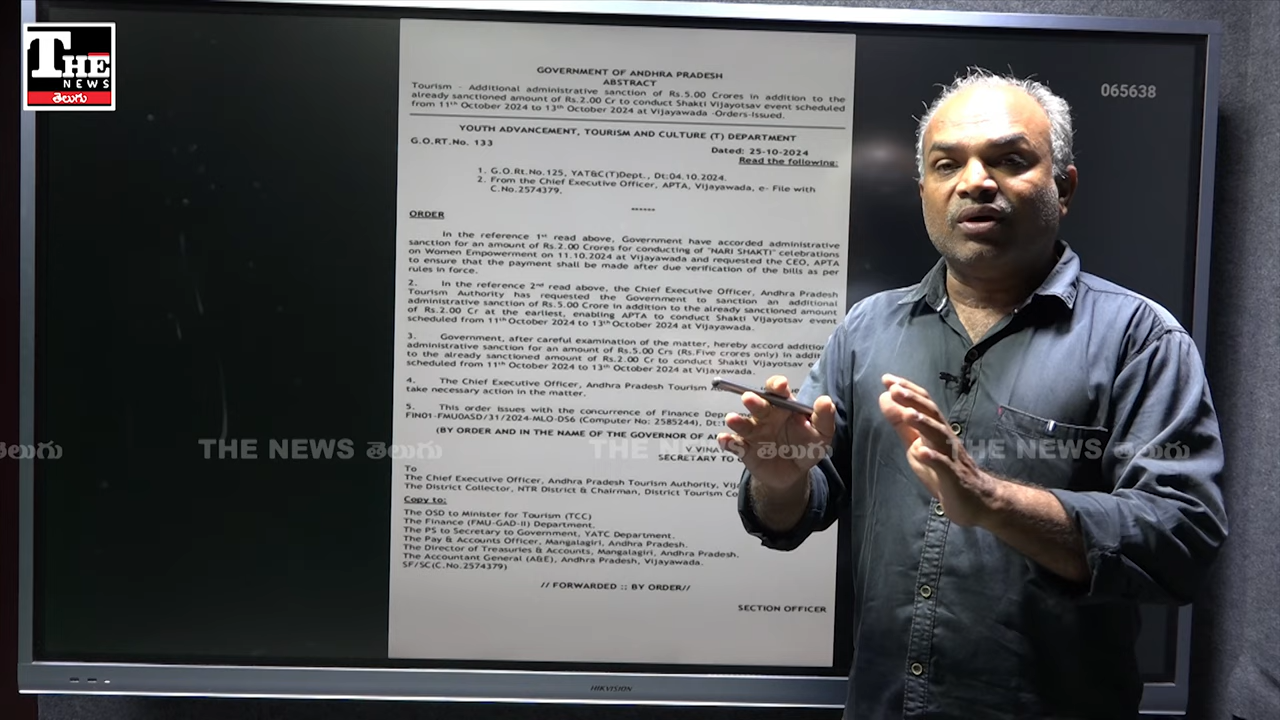 THE
NEWS
తెలుగు
065638
GOVERNMENT OF ANDHRA PRADESH
ABSTRACT
Tourism - Additional administrative sanction of Rs.5.00 Crores in addition to the
already sanctioned amount of Rs.2.00 Cr to conduct Shakti Vijayotsav event scheduled
from 11th October 2024 to 13th October 2024 at Vijayawada -Orders-Issued.
YOUTH ADVANCEMENT, TOURISM AND CULTURE (T) DEPARTMENT
G.O.RT.No. 133
Dated: 25-10-2024
Read the following:
1. G.O.Rt.No.125, YAT&C(T)Dept., Dt:04.10.2024.
2. From the Chief Executive Officer, APTA, Vijayawada, e- File with
C.No.2574379.
------
ORDER
In the reference 1st read above, Government have accorded administrative
sanction for an amount of Rs.2.00 Crores for conducting of "NARI SHAKTI" celebrations
on Women Empowerment on 11.10.2024 at Vijayawada and requested the CEO, APTA
to ensure that the payment shall be made after due verification of the bills as per
rules in force.
2. In the reference 2nd read above, the Chief Executive Officer, Andhra Pradesh
Tourism Authority has requested the Government to sanction an additional
administrative sanction of Rs.5.00 Crore in addition to the already sanctioned amount
of Rs.2.00 Cr at the earliest, enabling APTA to conduct Shakti Vijayotsav event
scheduled from 11th October 2024 to 13th October 2024 at Vijayawada.
3. Government, after careful examination of the matter, hereby accord addition
administrative sanction for an amount of Rs.5.00 Crs (Rs.Five crores only) in addit
to the already sanctioned amount of Rs.2.00 Cr to conduct Shakti Vijayotsav e
scheduled from 11th October 2024 to 13th October 2024 at Vijayawada.
4. The Chief Executive Officer, Andhra Pradesh Tourism
take necessary action in the matter.
5. This order issues with the concurrence of Finance Depar
FIN01-FMU0ASD/31/2024-MLO-DS6 (Computer No: 2585244), Dt:1
(BY ORDER AND IN THE NAME OF THE GOVERNOR OF A
V.VINA
SECRETARY TO
To
The Chief Executive Officer, Andhra Pradesh Tourism Authority, Vija
The District Collector, NTR District & Chairman, District Tourism Co
Copy to:
The OSD to Minister for Tourism (TCC)
The Finance (FMU-GAD-II) Department.
The PS to Secretary to Government, YATC Department.
The Pay & Accounts Officer, Mangalagiri, Andhra Pradesh.
The Director of Treasuries & Accounts, Mangalagiri, Andhra Pradesh.
The Accountant General (A&E), Andhra Pradesh, Vijayawada.
SF/SC(C.No.2574379)
// FORWARDED :: BY ORDER//
SECTION OFFICER
తెలుగు THE NEWS తెలుగు THE NEWS తెలుగు THE NEWS తెలుగు
HIKVISION